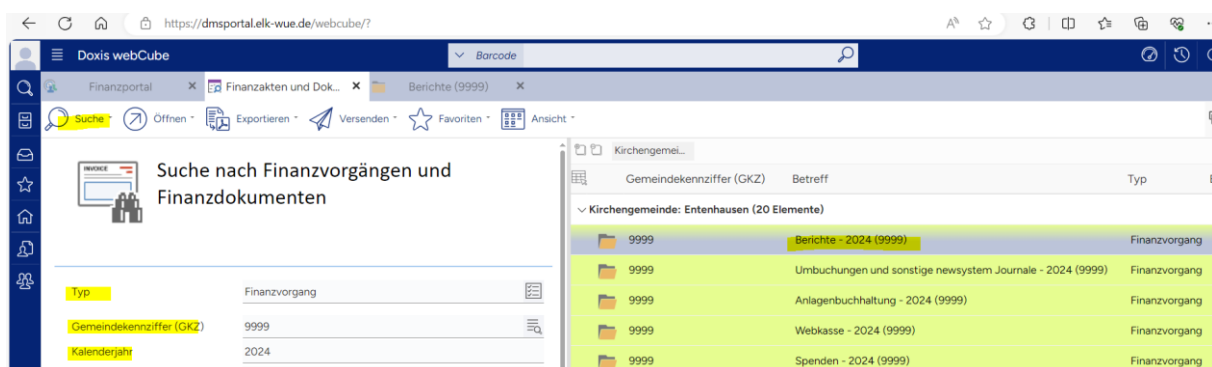 https://dmsportal.elk-wue.de/webcube/?
Doxis webCube
Barcode
Finanzportal
Finanzakten und Dok...
Berichte (9999)
Suche
Öffnen
Exportieren
Versenden
Favoriten
Ansicht
INVOICE
Suche nach Finanzvorgängen und
Finanzdokumenten
Typ
Finanzvorgang
Gemeindekennziffer (GKZ)
9999
Kalenderjahr
2024
Kirchengemei...
Gemeindekennziffer (GKZ) Betreff Typ
Kirchengemeinde: Entenhausen (20 Elemente)
9999 Berichte - 2024 (9999) Finanzvorgang
9999 Umbuchungen und sonstige newsystem Journale - 2024 (9999) Finanzvorgang
9999 Anlagenbuchhaltung - 2024 (9999) Finanzvorgang
9999 Webkasse - 2024 (9999) Finanzvorgang
9999 Spenden - 2024 (9999) Finanzvorgang